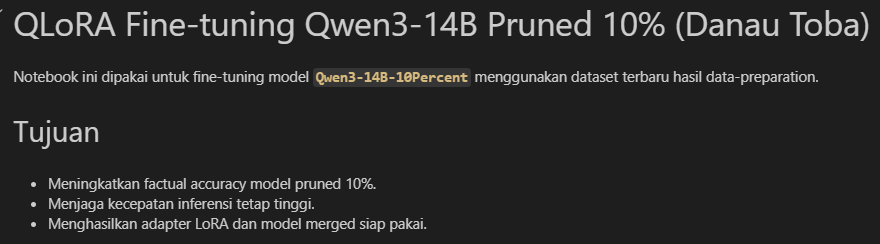 QLoRA Fine-tuning Qwen3-14B Pruned 10% (Danau Toba)
Notebook ini dipakai untuk fine-tuning model Qwen3-14B-10Percent menggunakan dataset terbaru hasil data-preparation.
Tujuan
• Meningkatkan factual accuracy model pruned 10%.
• Menjaga kecepatan inferensi tetap tinggi.
• Menghasilkan adapter LoRA dan model merged siap pakai.